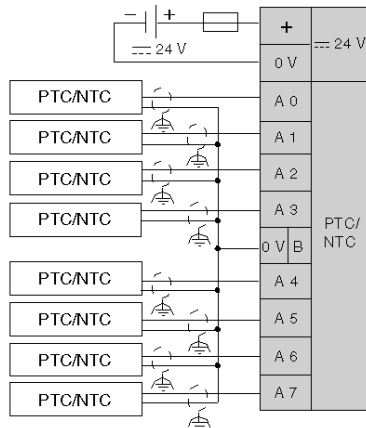 − +
⎓ 24 V
+
⎓ 24 V
0 V
PTC/NTC
A 0
PTC/NTC
A 1
PTC/NTC
A 2
PTC/NTC
A 3
PTC/
NTC
0 V B
PTC/NTC
A 4
PTC/NTC
A 5
PTC/NTC
A 6
PTC/NTC
A 7